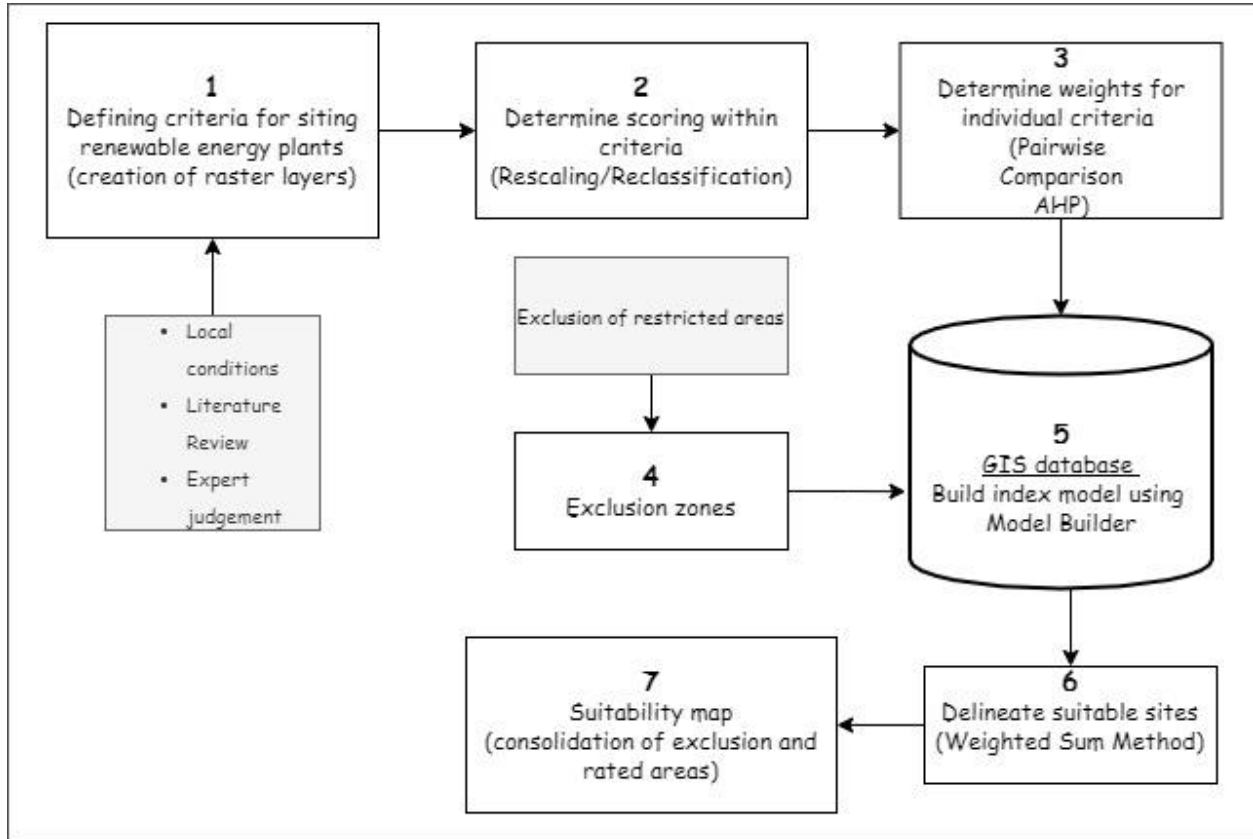 1
Defining criteria for siting
renewable energy plants
(creation of raster layers)
2
Determine scoring within
criteria
(Rescaling/Reclassification)
3
Determine weights for
individual criteria
(Pairwise
Comparison
AHP)
• Local
conditions
• Literature
Review
• Expert
judgement
Exclusion of restricted areas
4
Exclusion zones
5
GIS database
Build index model using
Model Builder
6
Delineate suitable sites
(Weighted Sum Method)
7
Suitability map
(consolidation of exclusion and
rated areas)